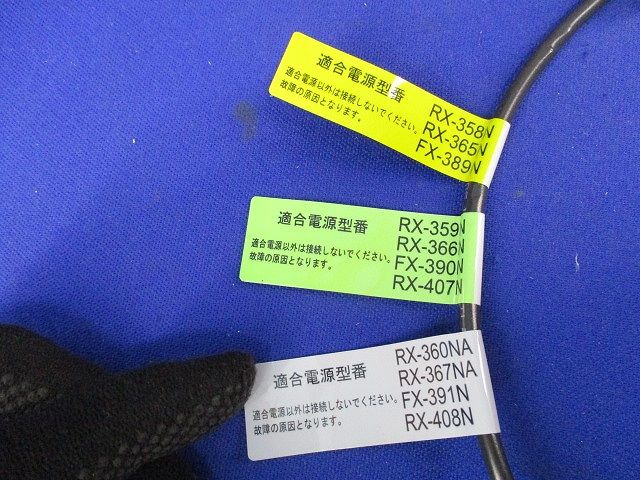 適合電源型番
適合電源以外は接続しないでください。
故障の原因となります。
RX-358N
RX-365N
FX-389N
適合電源型番
適合電源以外は接続しないでください。
故障の原因となります。
RX-359N
RX-366N
FX-390N
RX-407N
適合電源型番
適合電源以外は接続しないでください。
故障の原因となります。
RX-360NA
RX-367NA
FX-391N
RX-408N